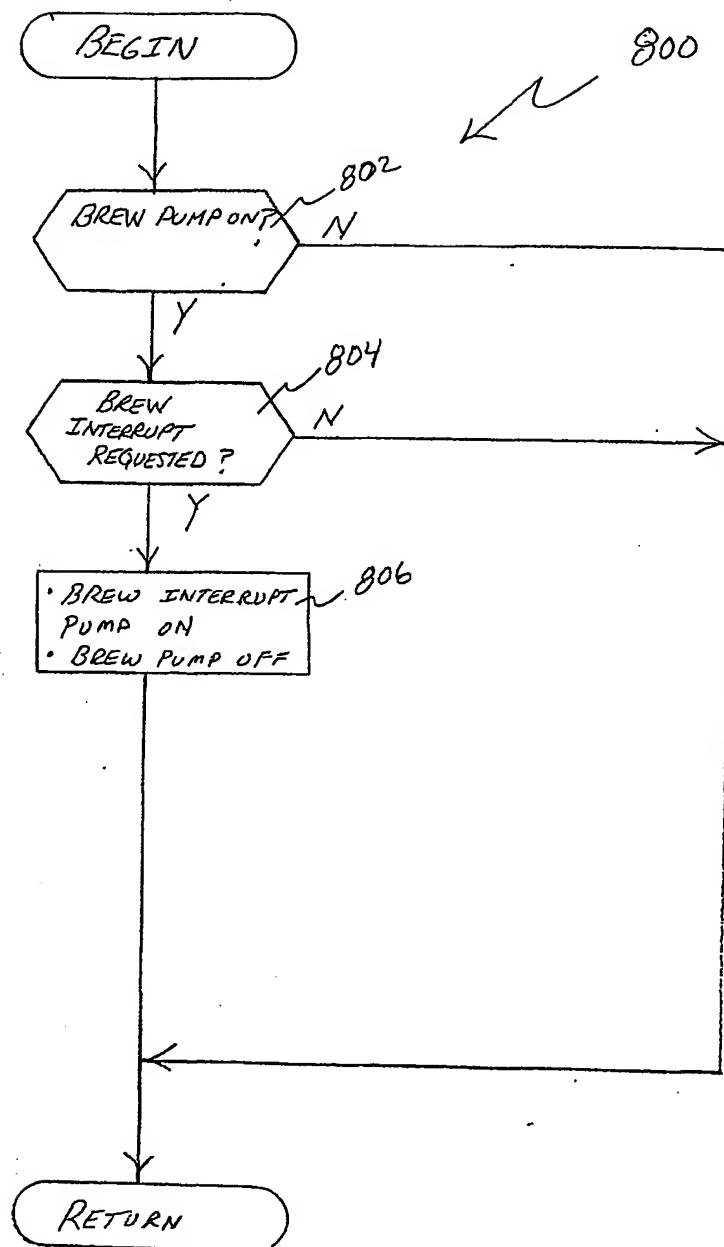 BEGIN
800
802
BREW PUMP ON?
N
Y
804
BREW
INTERRUPT
REQUESTED?
N
Y
806
• BREW INTERRUPT
PUMP ON
• BREW PUMP OFF
RETURN